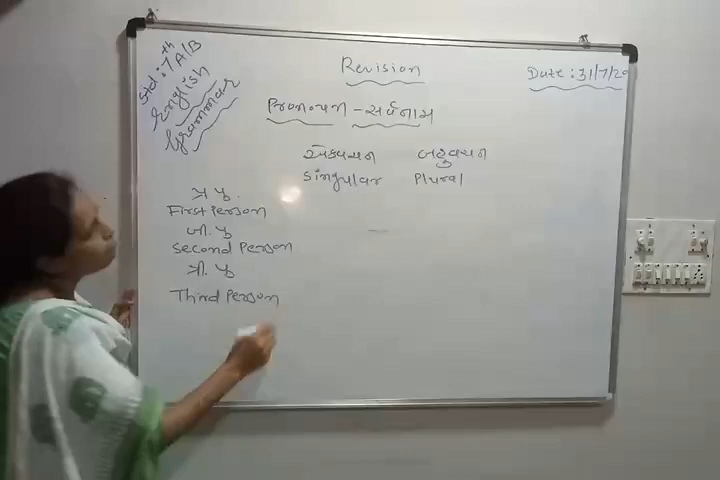 Std : 7th A/B
English
Grammar
Revision
Date : 31/7/20
Pronoun - સર્વનામ
એકવચન બહુવચન
Singular Plural
પ્ર પુ.
First Person
બી. પુ
Second Person
ત્રી. પુ
Third Person